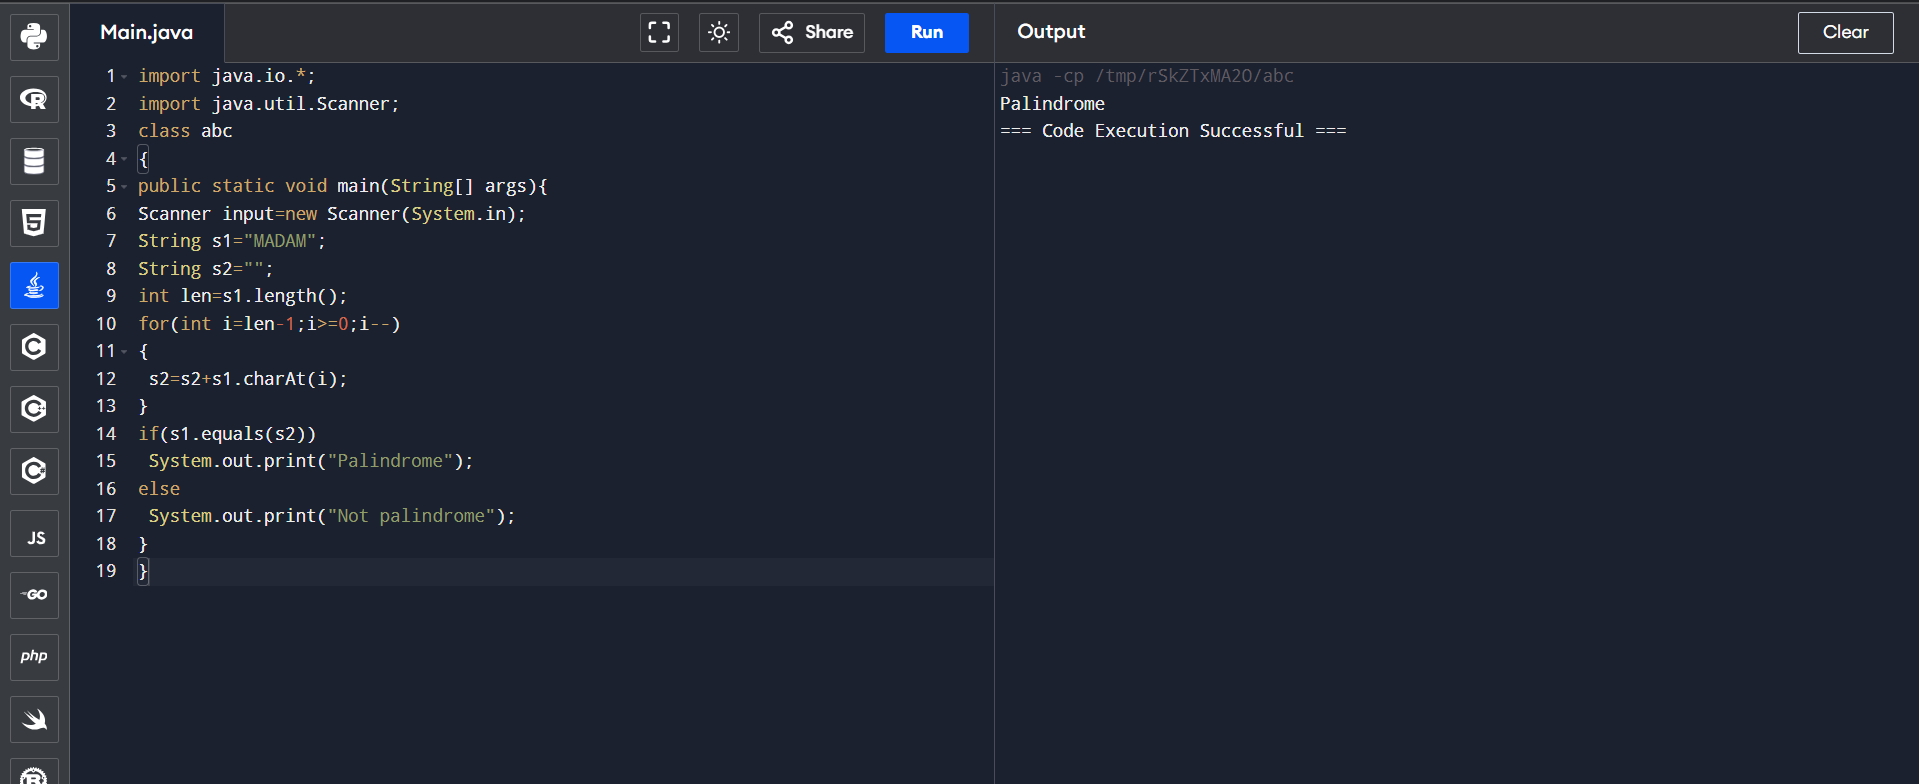 Main.java
Share
Run
Output
Clear
1 import java.io.*;
2 import java.util.Scanner;
3 class abc
4 {
5 public static void main(String[] args){
6 Scanner input=new Scanner(System.in);
7 String s1="MADAM";
8 String s2="";
9 int len=s1.length();
10 for(int i=len-1;i>=0;i--)
11 {
12  s2=s2+s1.charAt(i);
13 }
14 if(s1.equals(s2))
15  System.out.print("Palindrome");
16 else
17  System.out.print("Not palindrome");
18 }
19 }
java -cp /tmp/rSkZTxMA2O/abc
Palindrome
=== Code Execution Successful ===
R
5
C
C++
C#
JS
GO
php
R